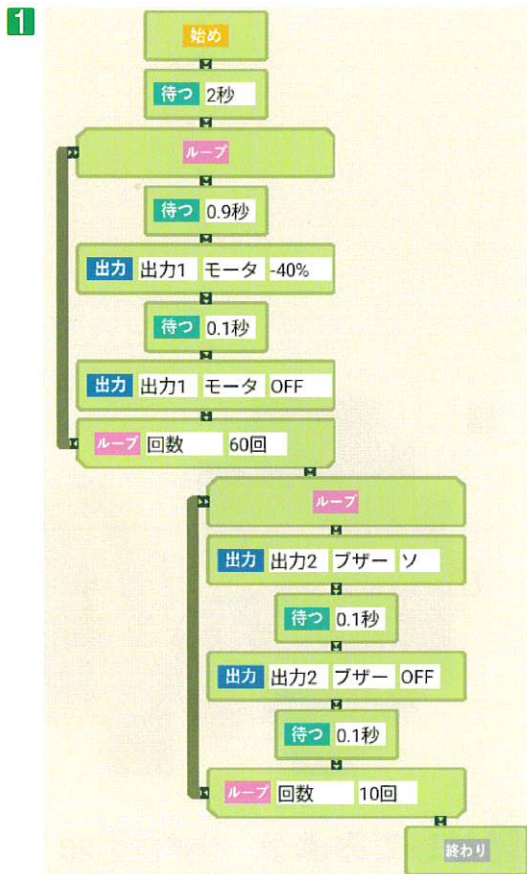 1
始め
待つ 2秒
ループ
待つ 0.9秒
出力 出力1 モータ -40%
待つ 0.1秒
出力 出力1 モータ OFF
ループ 回数 60回
ループ
出力 出力2 ブザー ソ
待つ 0.1秒
出力 出力2 ブザー OFF
待つ 0.1秒
ループ 回数 10回
終わり